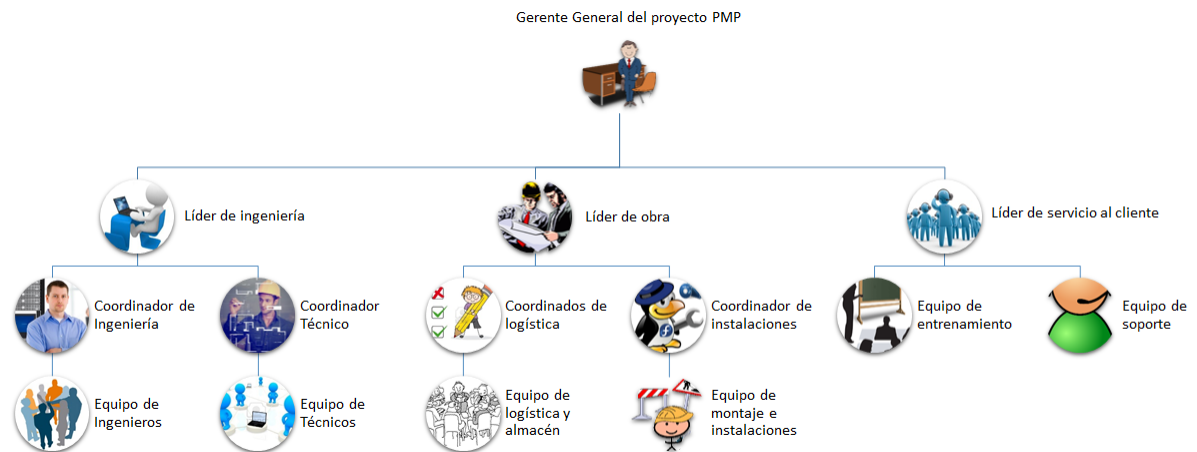 Gerente General del proyecto PMP
Líder de ingeniería
Líder de obra
Líder de servicio al cliente
Coordinador de
Ingeniería
Coordinador
Técnico
Coordinados de
logística
Coordinador de
instalaciones
Equipo de
entrenamiento
Equipo de
soporte
Equipo de
Ingenieros
Equipo de
Técnicos
Equipo de
logística y
almacén
Equipo de
montaje e
instalaciones